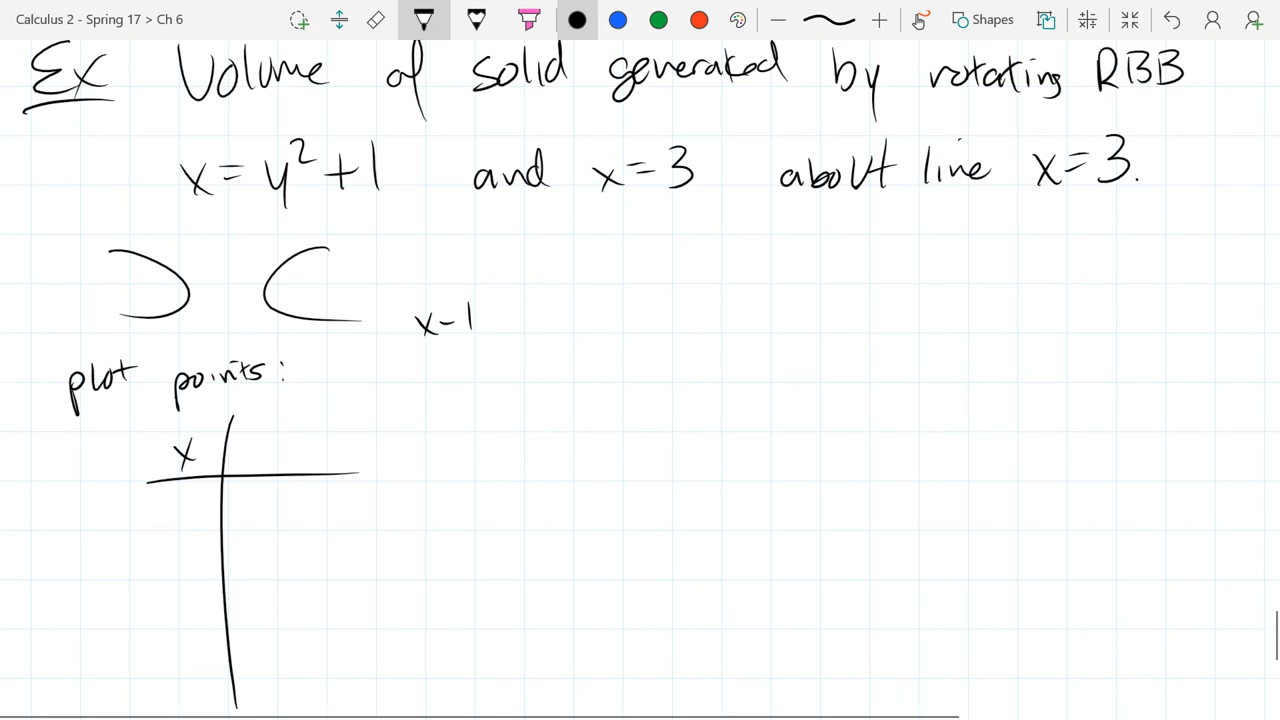 Calculus 2 - Spring 17 > Ch 6 Shapes
Ex Volume of solid generated by rotating RBB
x = y² + 1 and x = 3 about line x = 3.
x - 1
plot points:
x